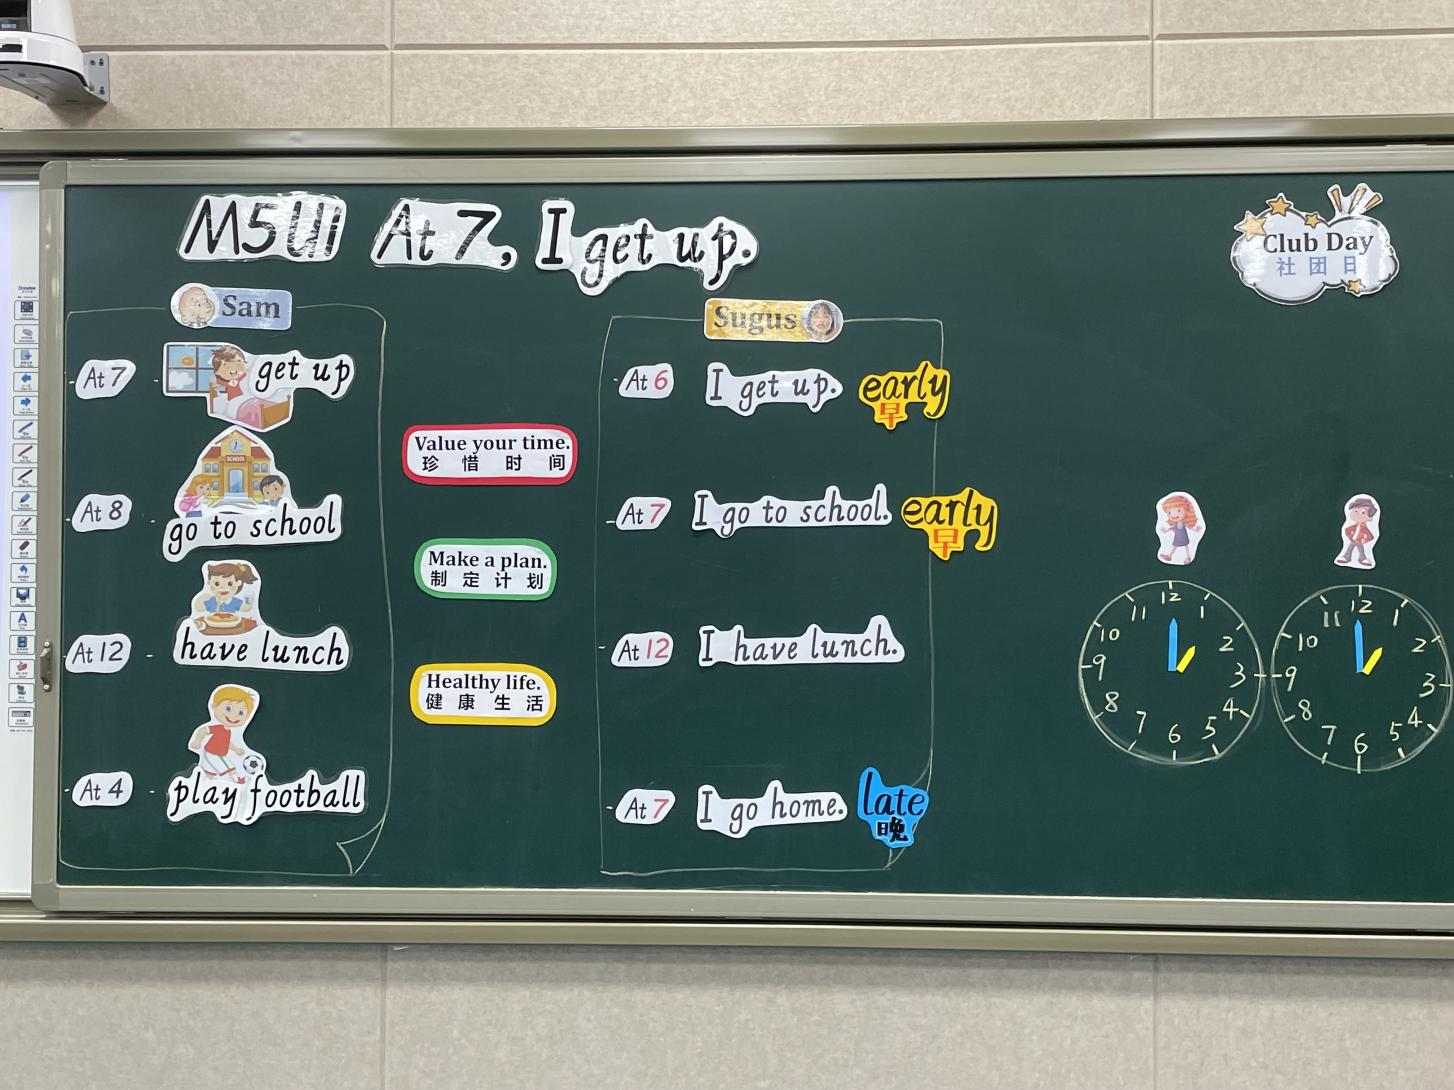 M5U1 At 7, I get up.
Club Day
社团日
Sam
At 7 get up
SCHOOL
At 8 go to school
At 12 have lunch
At 4 play football
Value your time.
珍惜时间
Make a plan.
制定计划
Healthy life.
健康生活
Sugus
At 6 I get up. early
早
At 7 I go to school. early
早
At 12 I have lunch.
At 7 I go home. late
晚
12
1
2
3
4
5
6
7
8
9
10
11
12
1
2
3
4
5
6
7
8
9
10
11